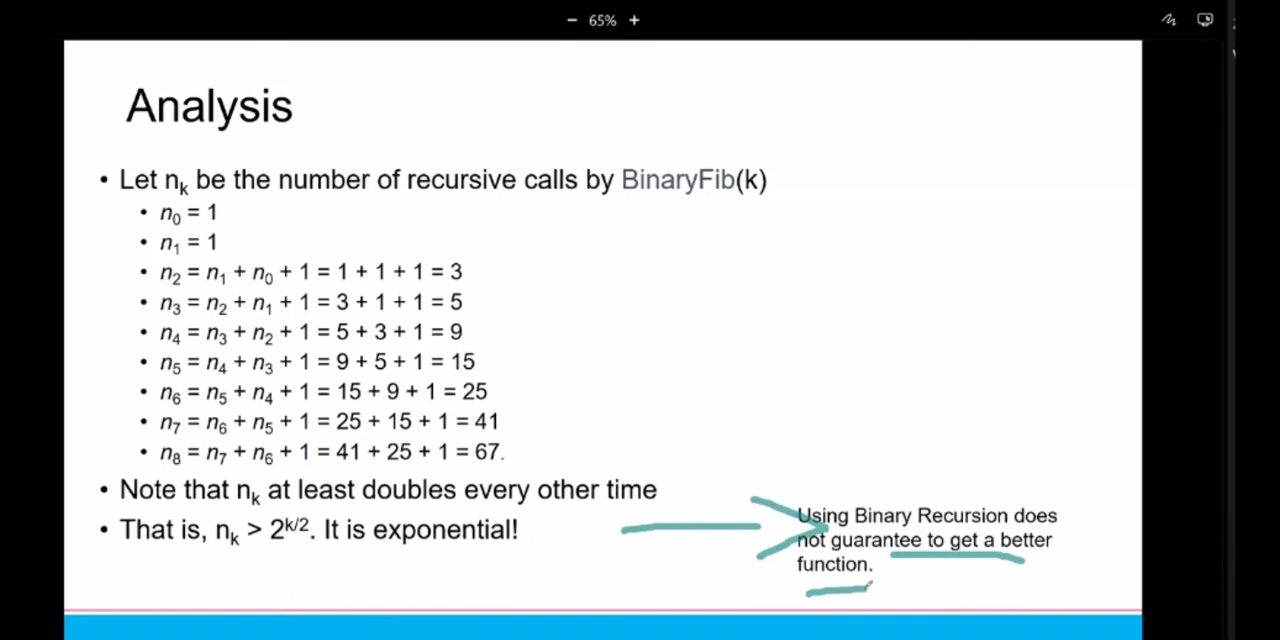 − 65% +
Analysis
• Let nₖ be the number of recursive calls by BinaryFib(k)
• n₀ = 1
• n₁ = 1
• n₂ = n₁ + n₀ + 1 = 1 + 1 + 1 = 3
• n₃ = n₂ + n₁ + 1 = 3 + 1 + 1 = 5
• n₄ = n₃ + n₂ + 1 = 5 + 3 + 1 = 9
• n₅ = n₄ + n₃ + 1 = 9 + 5 + 1 = 15
• n₆ = n₅ + n₄ + 1 = 15 + 9 + 1 = 25
• n₇ = n₆ + n₅ + 1 = 25 + 15 + 1 = 41
• n₈ = n₇ + n₆ + 1 = 41 + 25 + 1 = 67.
• Note that nₖ at least doubles every other time
• That is, nₖ > 2^(k/2). It is exponential!
Using Binary Recursion does
not guarantee to get a better
function.